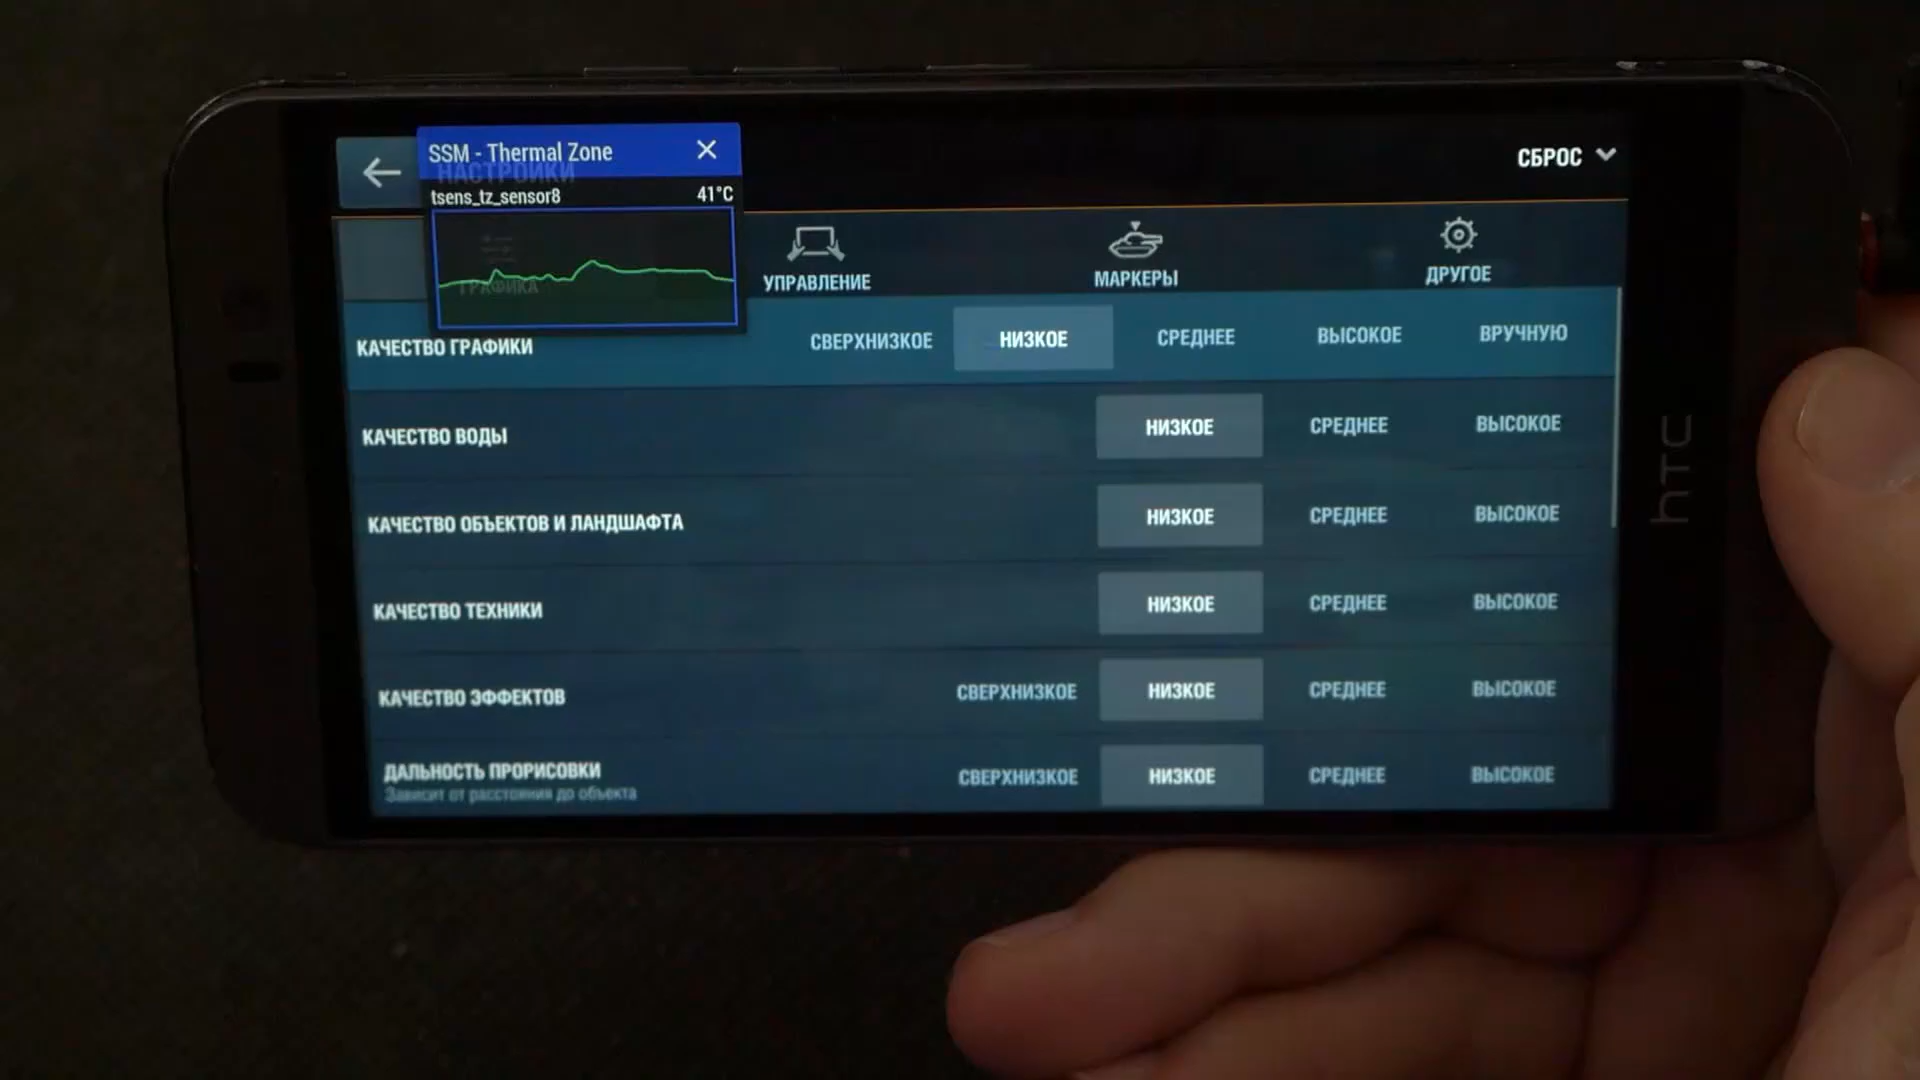 SSM - Thermal Zone
НАСТРОЙКИ
tsens_tz_sensor8 41°C
СБРОС
ГРАФИКА
УПРАВЛЕНИЕ
МАРКЕРЫ
ДРУГОЕ
КАЧЕСТВО ГРАФИКИ СВЕРХНИЗКОЕ НИЗКОЕ СРЕДНЕЕ ВЫСОКОЕ ВРУЧНУЮ
КАЧЕСТВО ВОДЫ НИЗКОЕ СРЕДНЕЕ ВЫСОКОЕ
КАЧЕСТВО ОБЪЕКТОВ И ЛАНДШАФТА НИЗКОЕ СРЕДНЕЕ ВЫСОКОЕ
КАЧЕСТВО ТЕХНИКИ НИЗКОЕ СРЕДНЕЕ ВЫСОКОЕ
КАЧЕСТВО ЭФФЕКТОВ СВЕРХНИЗКОЕ НИЗКОЕ СРЕДНЕЕ ВЫСОКОЕ
ДАЛЬНОСТЬ ПРОРИСОВКИ СВЕРХНИЗКОЕ НИЗКОЕ СРЕДНЕЕ ВЫСОКОЕ
Зависит от расстояния до объекта
hTC